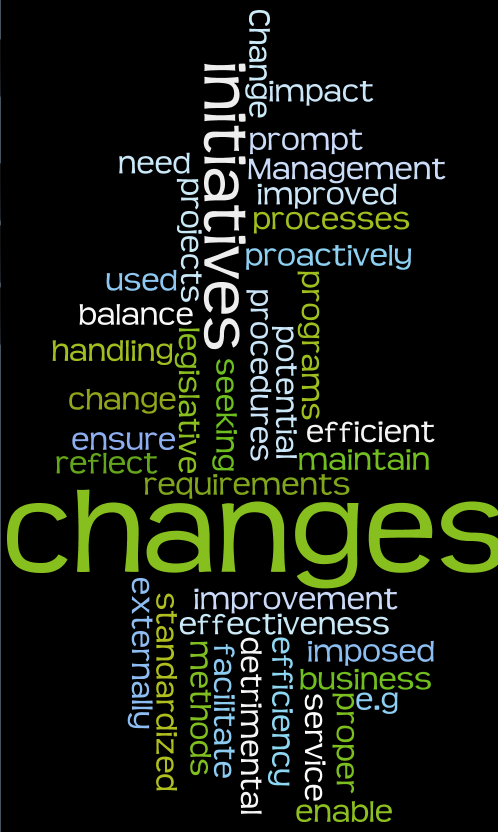 Change
initiatives
impact
prompt
need
Management
projects
improved
processes
proactively
used
programs
procedures
balance
potential
legislative
handling
seeking
change
efficient
ensure
reflect
maintain
requirements
changes
externally
improvement
standardized
effectiveness
methods
facilitate
detrimental
efficiency
imposed
business
service
proper
e.g
enable